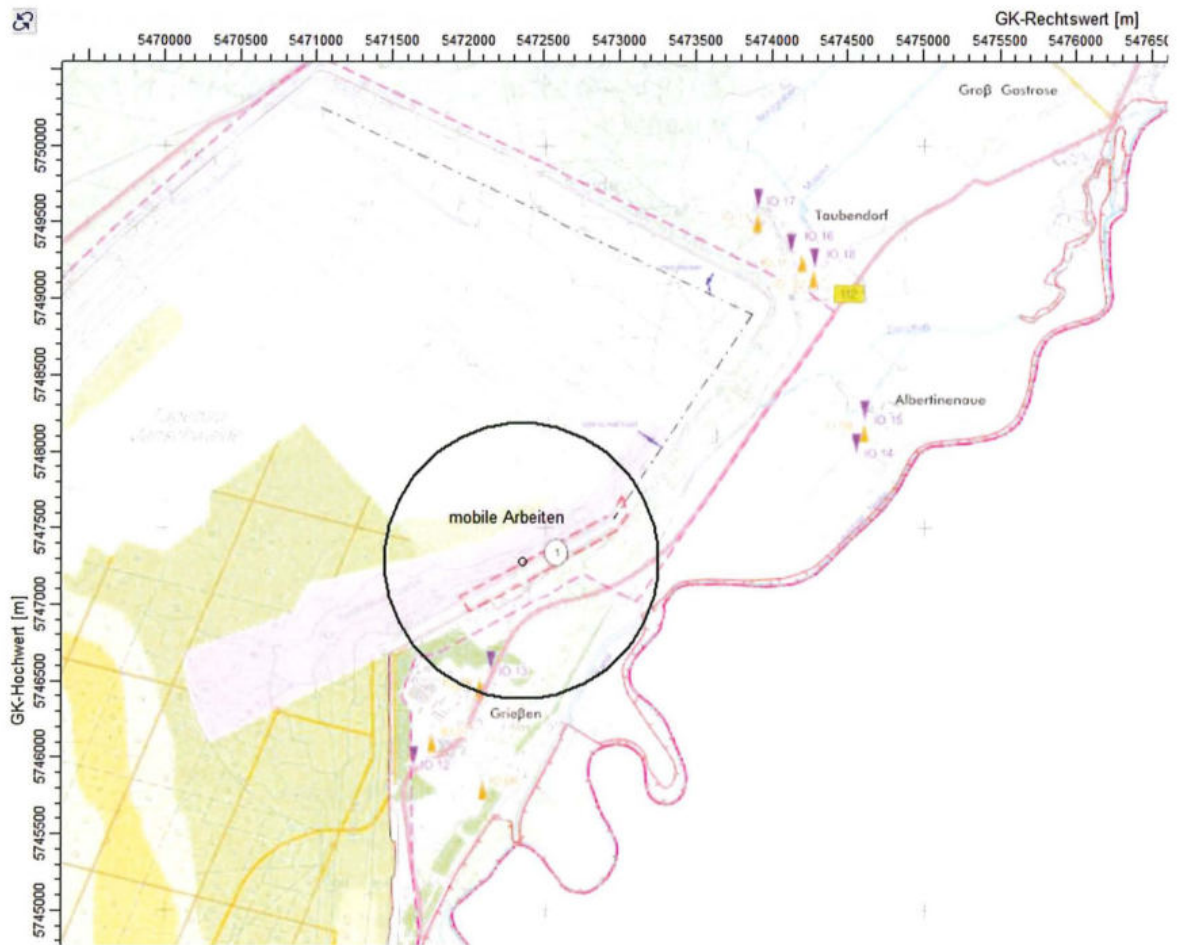 GK-Rechtswert [m]
5470000 5470500 5471000 5471500 5472000 5472500 5473000 5473500 5474000 5474500 5475000 5475500 5476000 547650
Groß Gastrose
5750000
IO 17
Taubendorf
IO 16
5749500
IO 18
5749000
112
5748500
Albertinenaue
IO 15
5748000
IO 14
mobile Arbeiten
5747500
1
5747000
GK-Hochwert [m]
IO 13
5746500
Grießen
5746000
IO 12
5745500
5745000